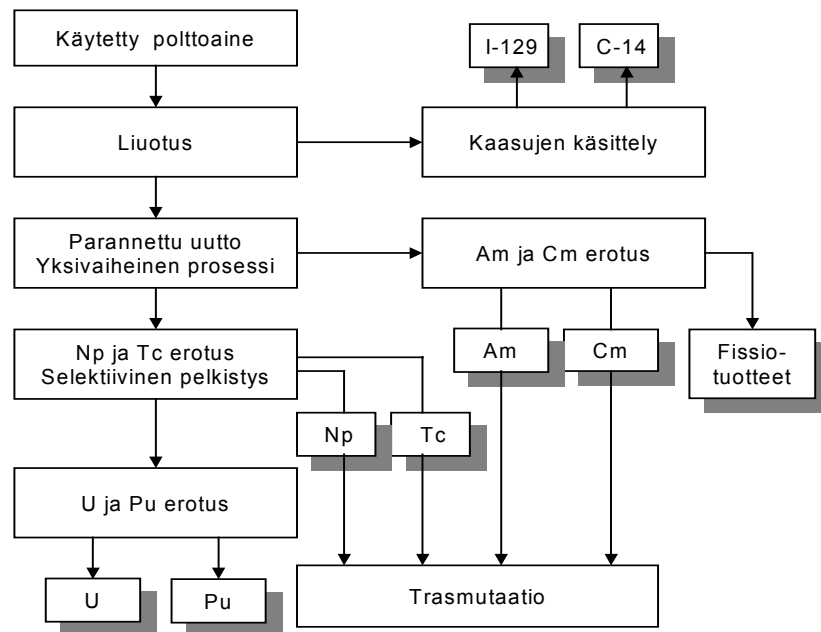 Käytetty polttoaine
I-129
C-14
Liuotus
Kaasujen käsittely
Parannettu uutto
Yksivaiheinen prosessi
Am ja Cm erotus
Np ja Tc erotus
Selektiivinen pelkistys
Am
Cm
Fissio-
tuotteet
Np
Tc
U ja Pu erotus
U
Pu
Trasmutaatio